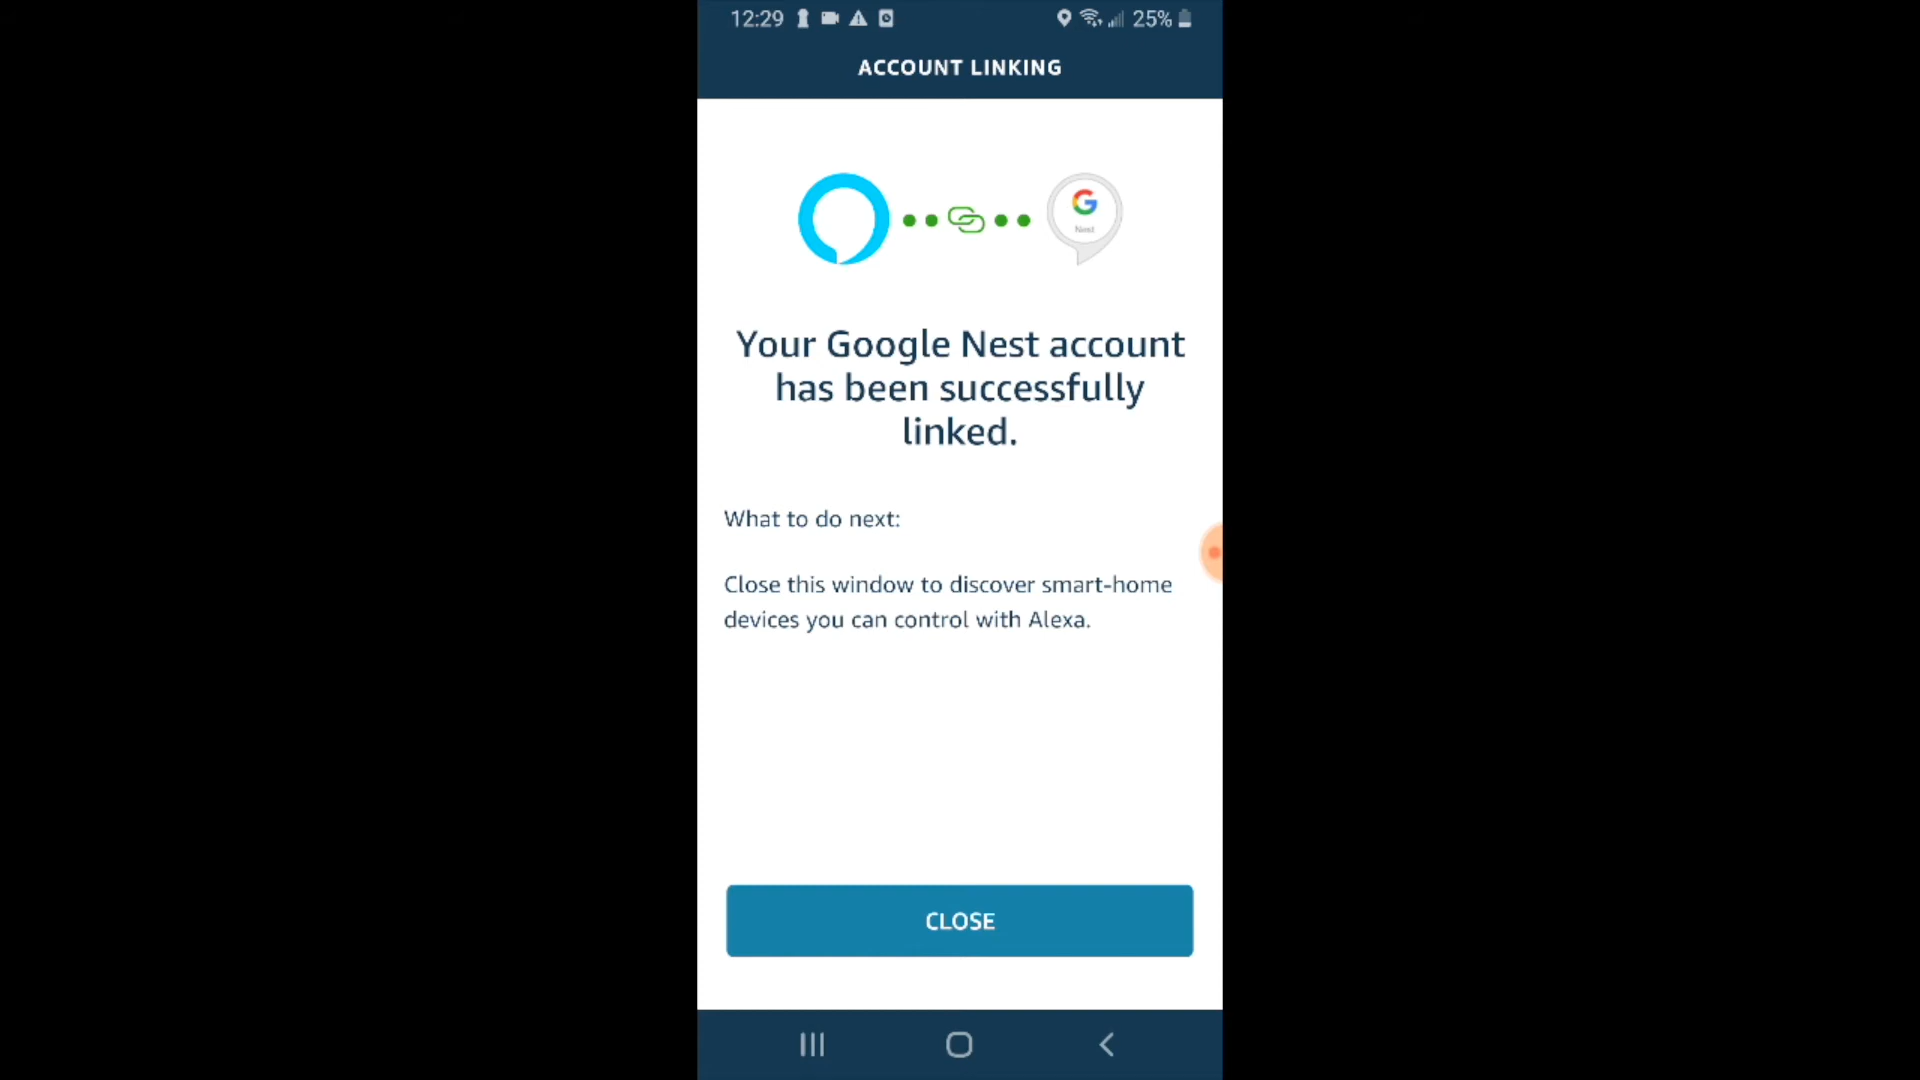 12:29 25%
ACCOUNT LINKING
G
Nest
Your Google Nest account
has been successfully
linked.
What to do next:
Close this window to discover smart-home
devices you can control with Alexa.
CLOSE